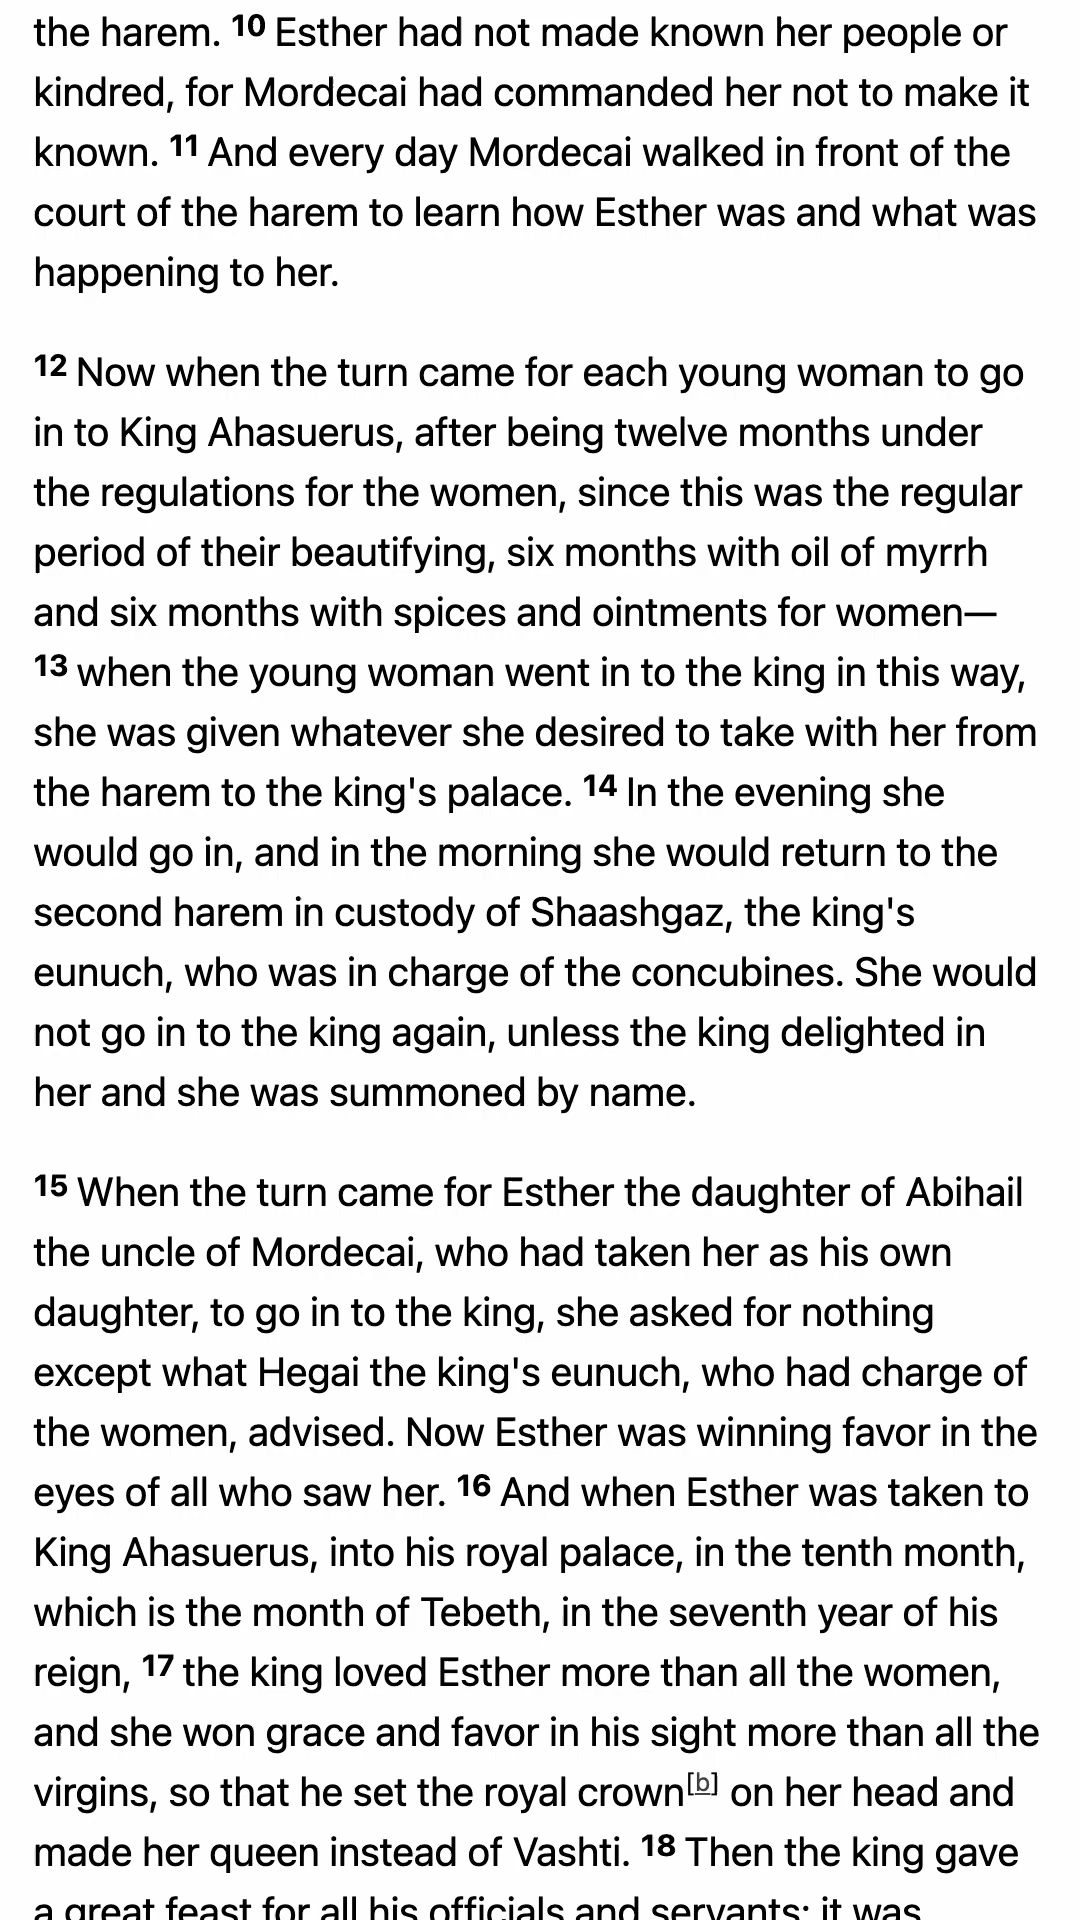 the harem. 10 Esther had not made known her people or
kindred, for Mordecai had commanded her not to make it
known. 11 And every day Mordecai walked in front of the
court of the harem to learn how Esther was and what was
happening to her.
12 Now when the turn came for each young woman to go
in to King Ahasuerus, after being twelve months under
the regulations for the women, since this was the regular
period of their beautifying, six months with oil of myrrh
and six months with spices and ointments for women—
13 when the young woman went in to the king in this way,
she was given whatever she desired to take with her from
the harem to the king's palace. 14 In the evening she
would go in, and in the morning she would return to the
second harem in custody of Shaashgaz, the king's
eunuch, who was in charge of the concubines. She would
not go in to the king again, unless the king delighted in
her and she was summoned by name.
15 When the turn came for Esther the daughter of Abihail
the uncle of Mordecai, who had taken her as his own
daughter, to go in to the king, she asked for nothing
except what Hegai the king's eunuch, who had charge of
the women, advised. Now Esther was winning favor in the
eyes of all who saw her. 16 And when Esther was taken to
King Ahasuerus, into his royal palace, in the tenth month,
which is the month of Tebeth, in the seventh year of his
reign, 17 the king loved Esther more than all the women,
and she won grace and favor in his sight more than all the
virgins, so that he set the royal crown[b] on her head and
made her queen instead of Vashti. 18 Then the king gave
a great feast for all his officials and servants; it was